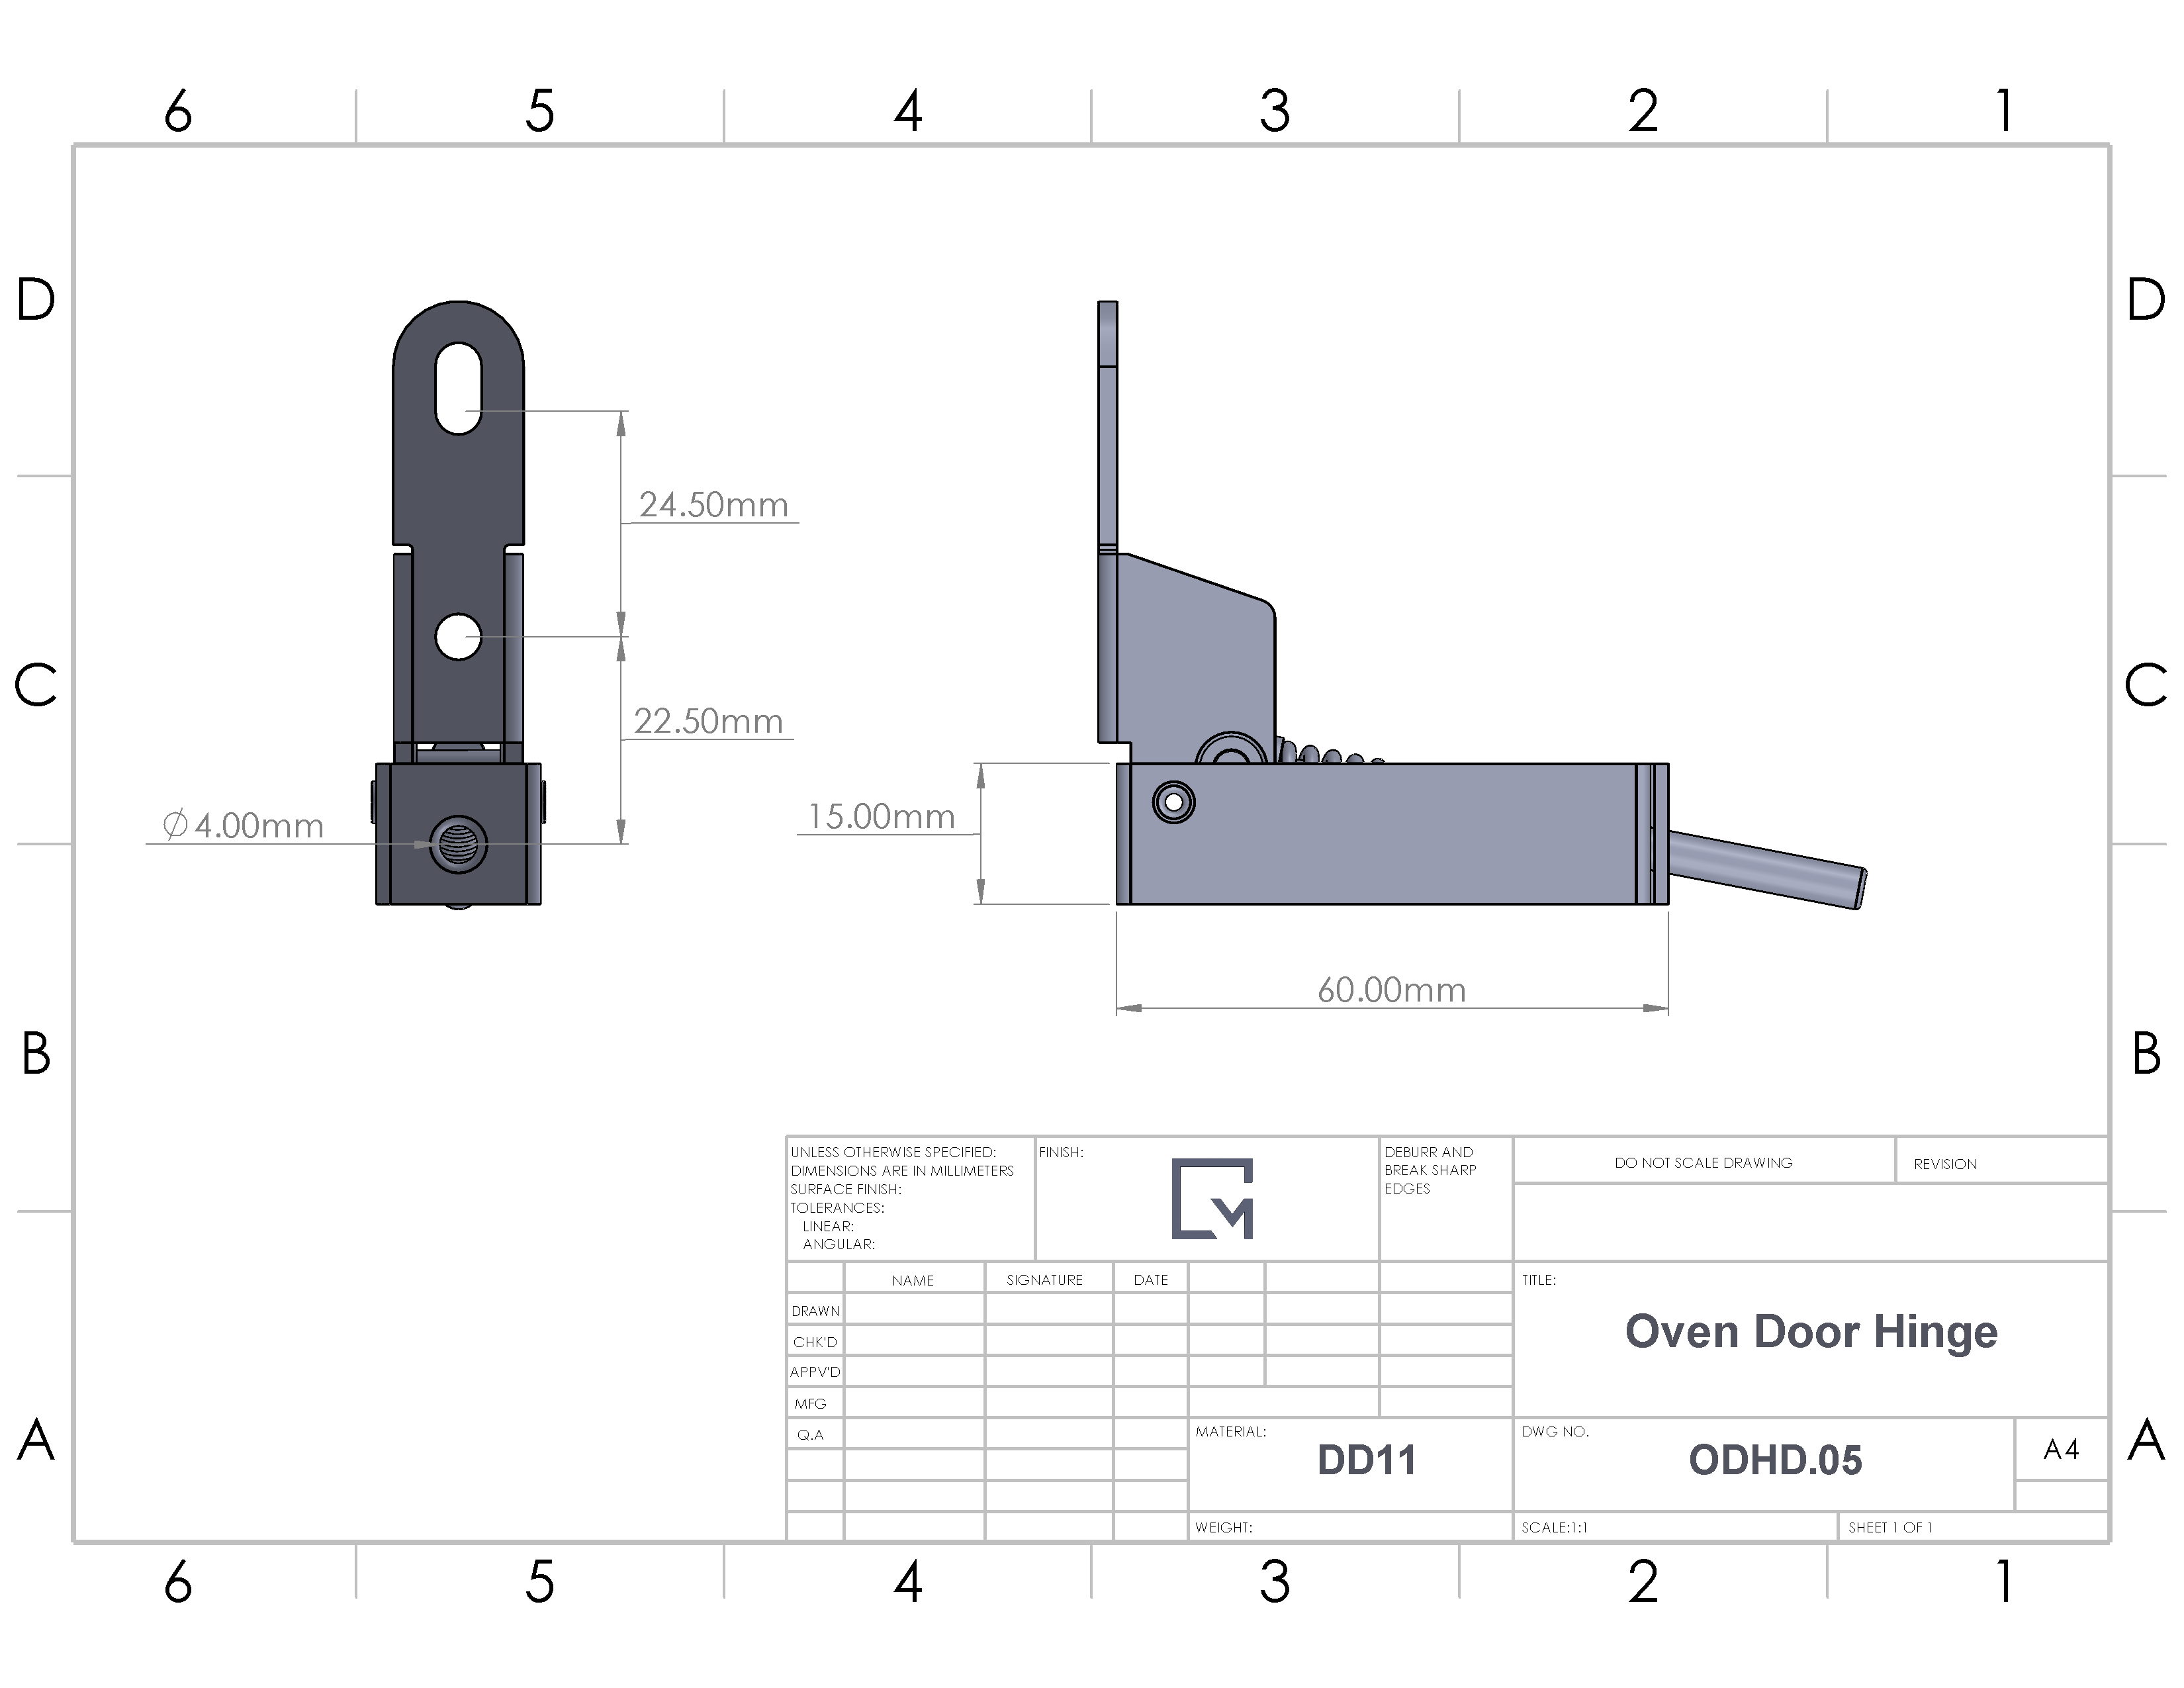 6 5 4 3 2 1
D D
24.50mm
C C
22.50mm
⌀4.00mm
15.00mm
60.00mm
B B
UNLESS OTHERWISE SPECIFIED:
DIMENSIONS ARE IN MILLIMETERS
SURFACE FINISH:
TOLERANCES:
LINEAR:
ANGULAR:
FINISH:
DEBURR AND
BREAK SHARP
EDGES
DO NOT SCALE DRAWING
REVISION
NAME SIGNATURE DATE
DRAWN
CHK'D
APPV'D
MFG
Q.A
TITLE:
Oven Door Hinge
MATERIAL:
DD11
DWG NO.
ODHD.05
A4
A A
WEIGHT:
SCALE:1:1
SHEET 1 OF 1
6 5 4 3 2 1